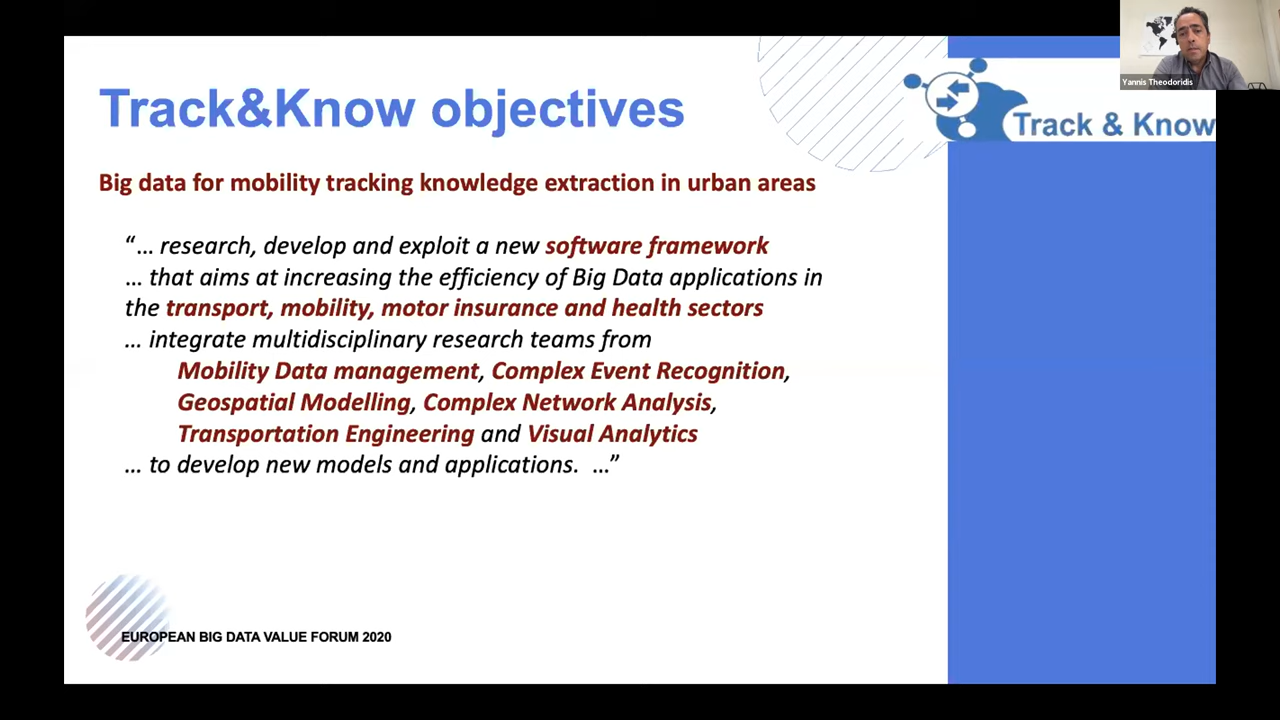 Yannis Theodoridis
Track&Know objectives
Track & Know
Big data for mobility tracking knowledge extraction in urban areas
“… research, develop and exploit a new software framework
… that aims at increasing the efficiency of Big Data applications in
the transport, mobility, motor insurance and health sectors
… integrate multidisciplinary research teams from
Mobility Data management, Complex Event Recognition,
Geospatial Modelling, Complex Network Analysis,
Transportation Engineering and Visual Analytics
… to develop new models and applications. …”
EUROPEAN BIG DATA VALUE FORUM 2020